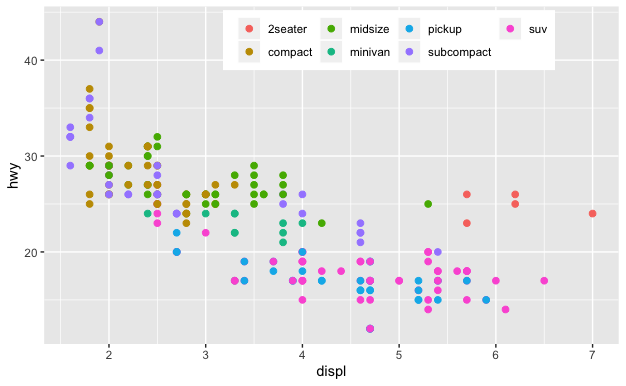 2seater midsize pickup suv
compact minivan subcompact
40
30
20
hwy
2 3 4 5 6 7
displ